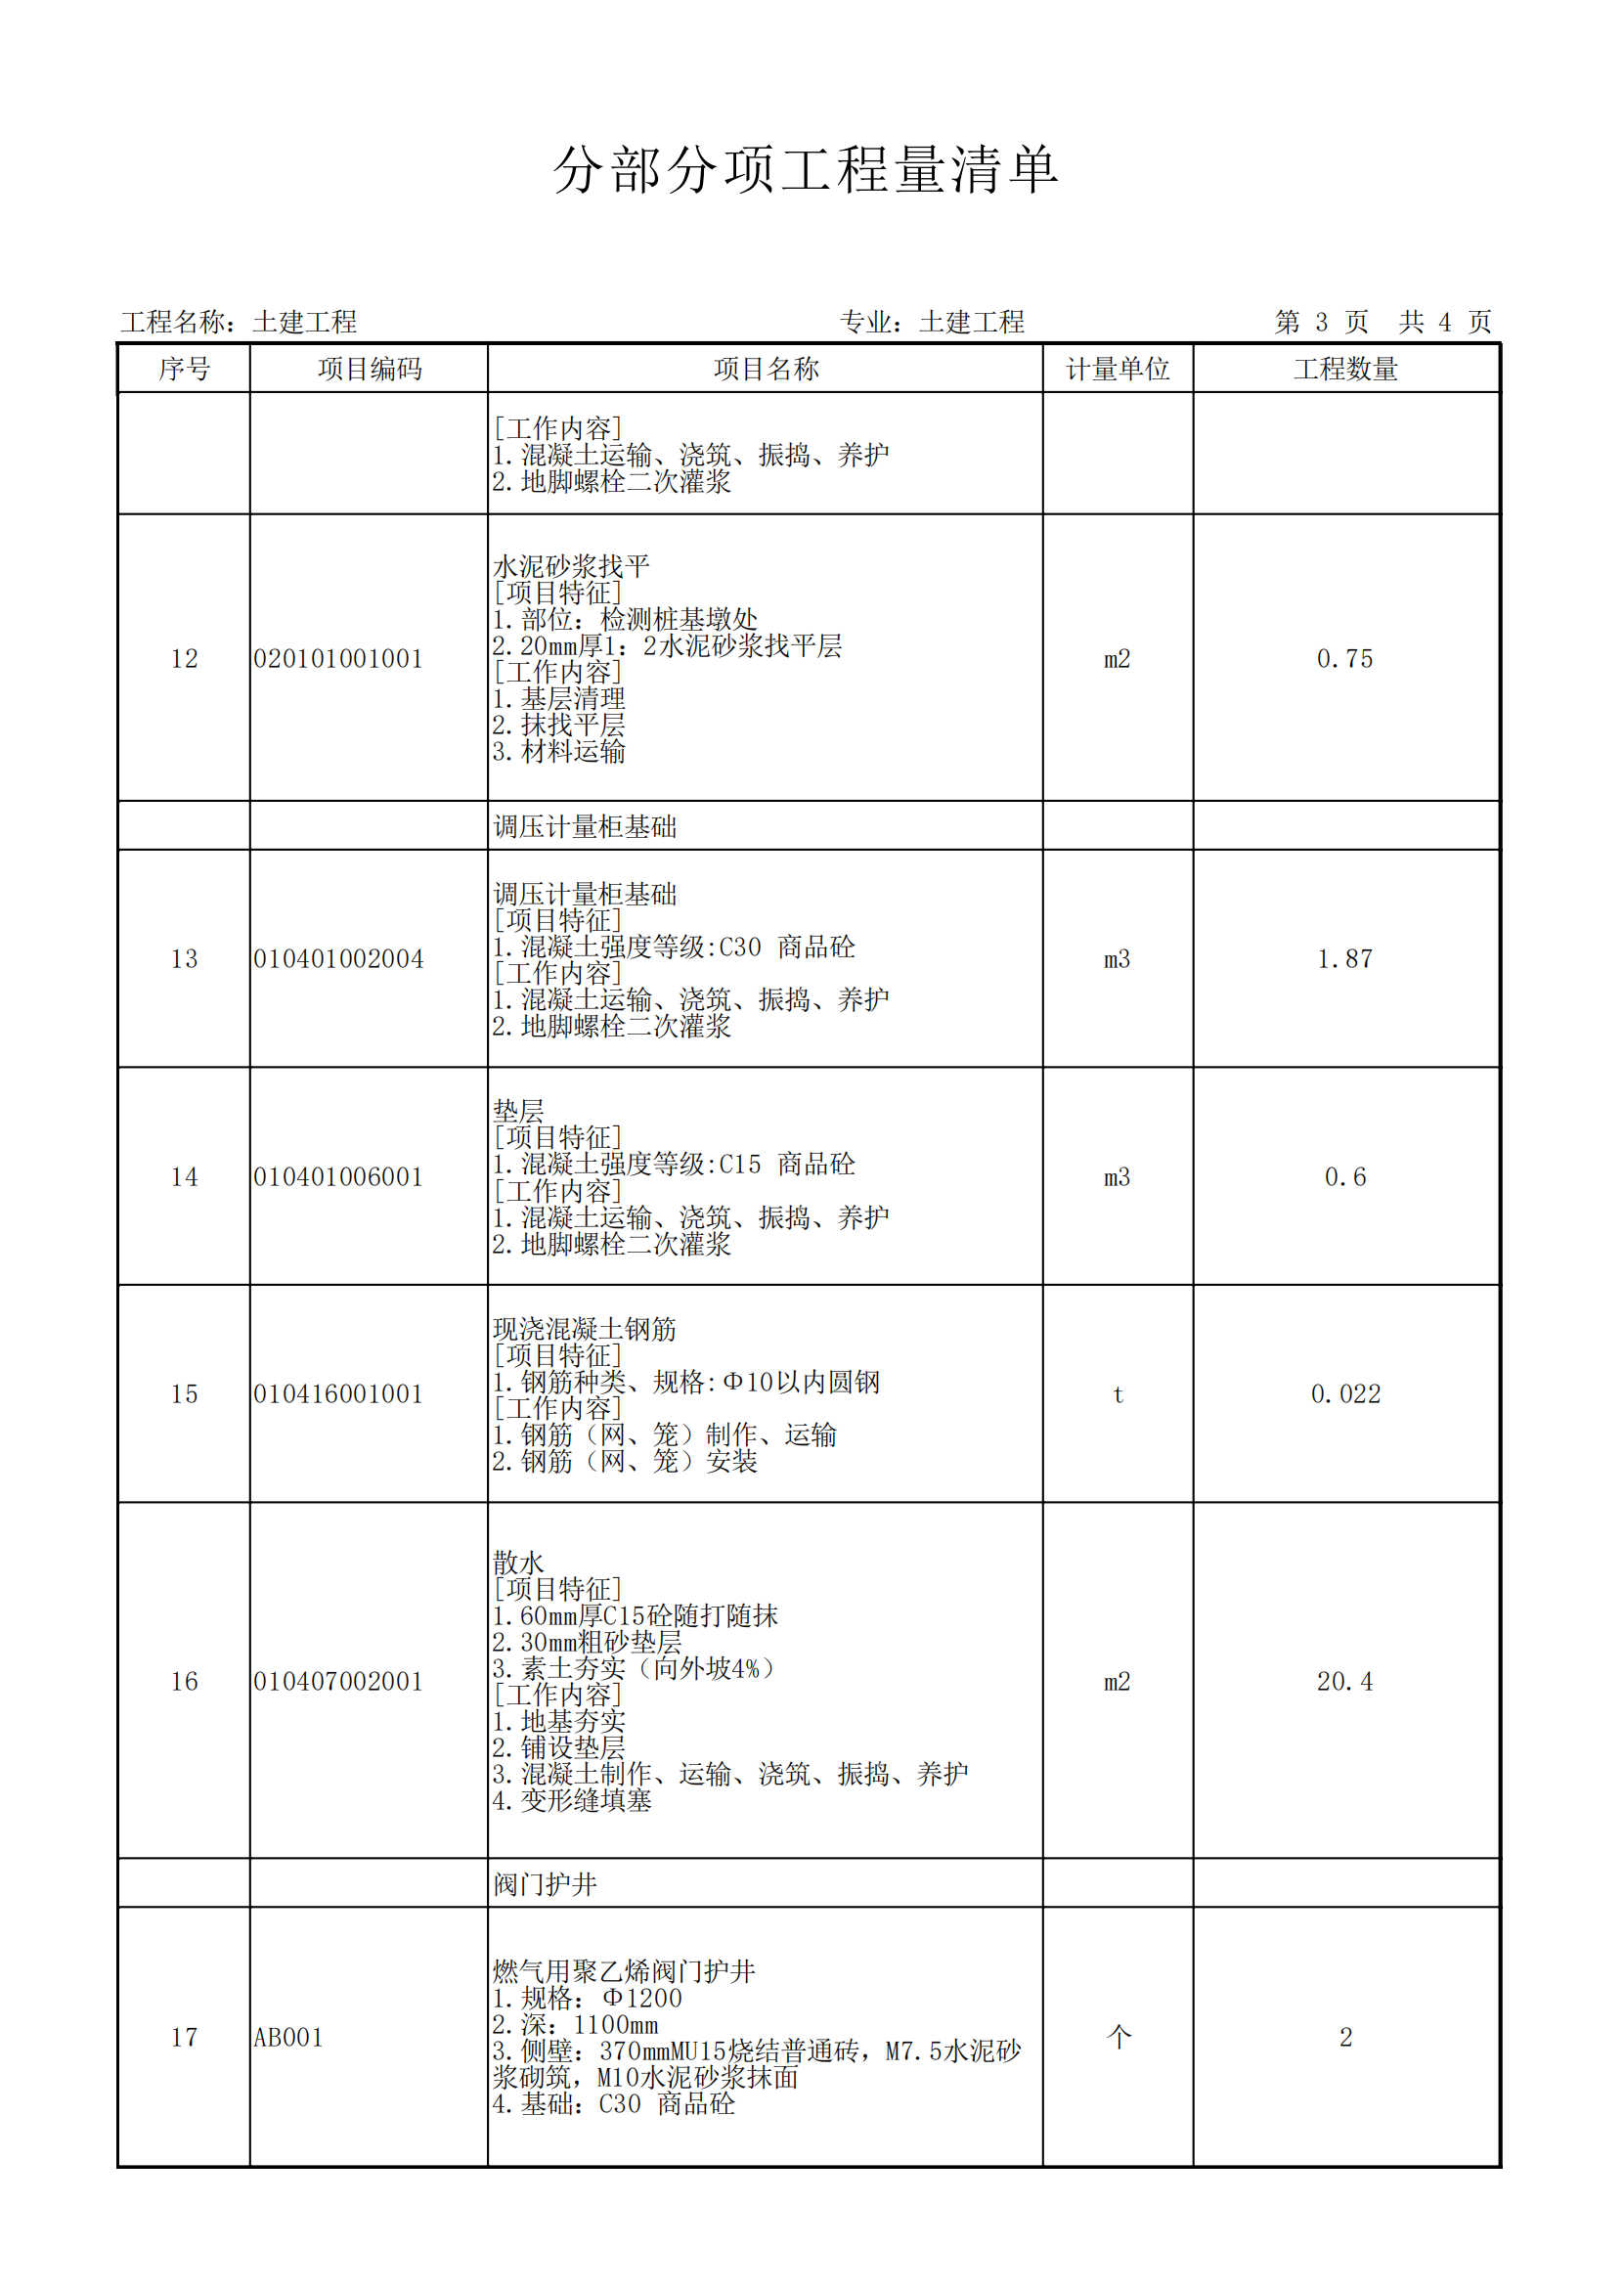 分部分项工程量清单
工程名称：土建工程 专业：土建工程 第 3 页 共 4 页
序号 项目编码 项目名称 计量单位 工程数量
[工作内容]
1.混凝土运输、浇筑、振捣、养护
2.地脚螺栓二次灌浆
水泥砂浆找平
[项目特征]
1.部位：检测桩基墩处
2.20mm厚1：2水泥砂浆找平层
12 020101001001 m2 0.75
[工作内容]
1.基层清理
2.抹找平层
3.材料运输
调压计量柜基础
调压计量柜基础
[项目特征]
1.混凝土强度等级:C30 商品砼
13 010401002004 m3 1.87
[工作内容]
1.混凝土运输、浇筑、振捣、养护
2.地脚螺栓二次灌浆
垫层
[项目特征]
1.混凝土强度等级:C15 商品砼
14 010401006001 m3 0.6
[工作内容]
1.混凝土运输、浇筑、振捣、养护
2.地脚螺栓二次灌浆
现浇混凝土钢筋
[项目特征]
1.钢筋种类、规格:Φ10以内圆钢
15 010416001001 t 0.022
[工作内容]
1.钢筋（网、笼）制作、运输
2.钢筋（网、笼）安装
散水
[项目特征]
1.60mm厚C15砼随打随抹
2.30mm粗砂垫层
3.素土夯实（向外坡4%）
16 010407002001 m2 20.4
[工作内容]
1.地基夯实
2.铺设垫层
3.混凝土制作、运输、浇筑、振捣、养护
4.变形缝填塞
阀门护井
燃气用聚乙烯阀门护井
1.规格：Φ1200
2.深：1100mm
17 AB001 个 2
3.侧壁：370mmMU15烧结普通砖，M7.5水泥砂
浆砌筑，M10水泥砂浆抹面
4.基础：C30 商品砼